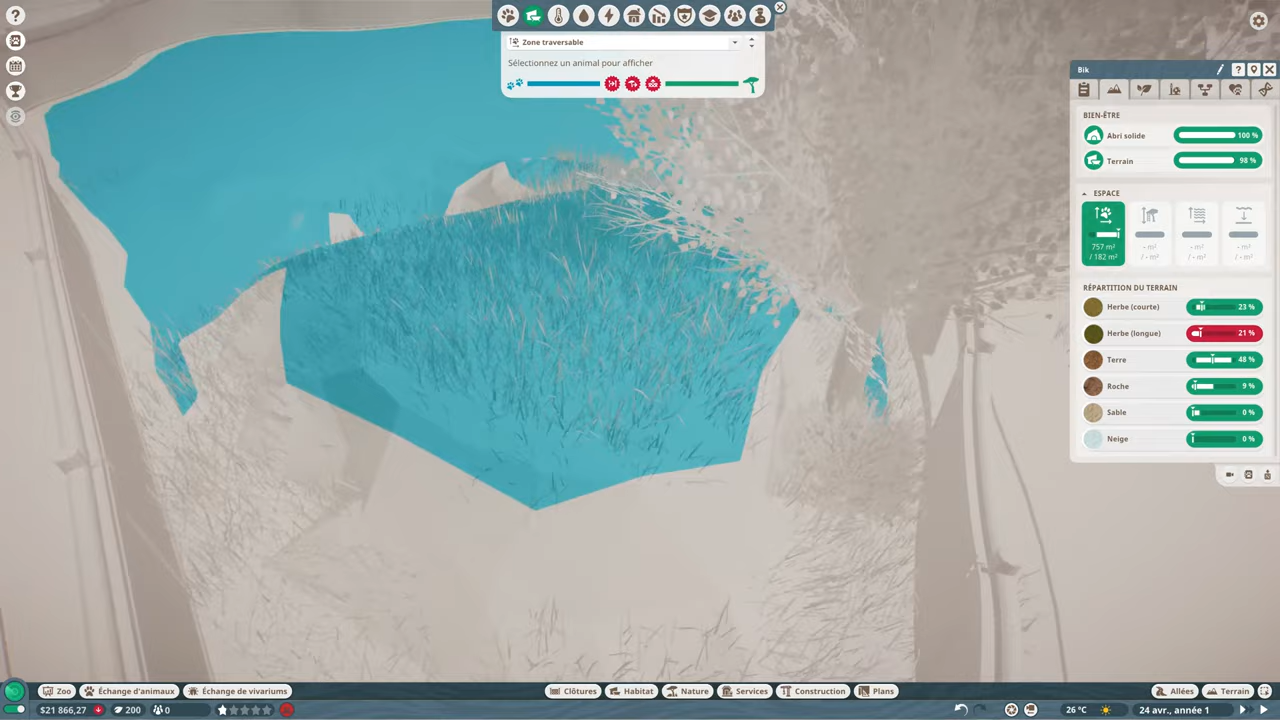 Zone traversable
Sélectionnez un animal pour afficher
Bik
BIEN-ÊTRE
Abri solide 100 %
Terrain 98 %
ESPACE
757 m² / 182 m²
- m² / - m²
- m² / - m²
- m² / - m²
RÉPARTITION DU TERRAIN
Herbe (courte) 23 %
Herbe (longue) 21 %
Terre 48 %
Roche 9 %
Sable 0 %
Neige 0 %
Zoo Échange d'animaux Échange de vivariums Clôtures Habitat Nature Services Construction Plans Allées Terrain
$21 866,27 200 0 26 °C 24 avr., année 1